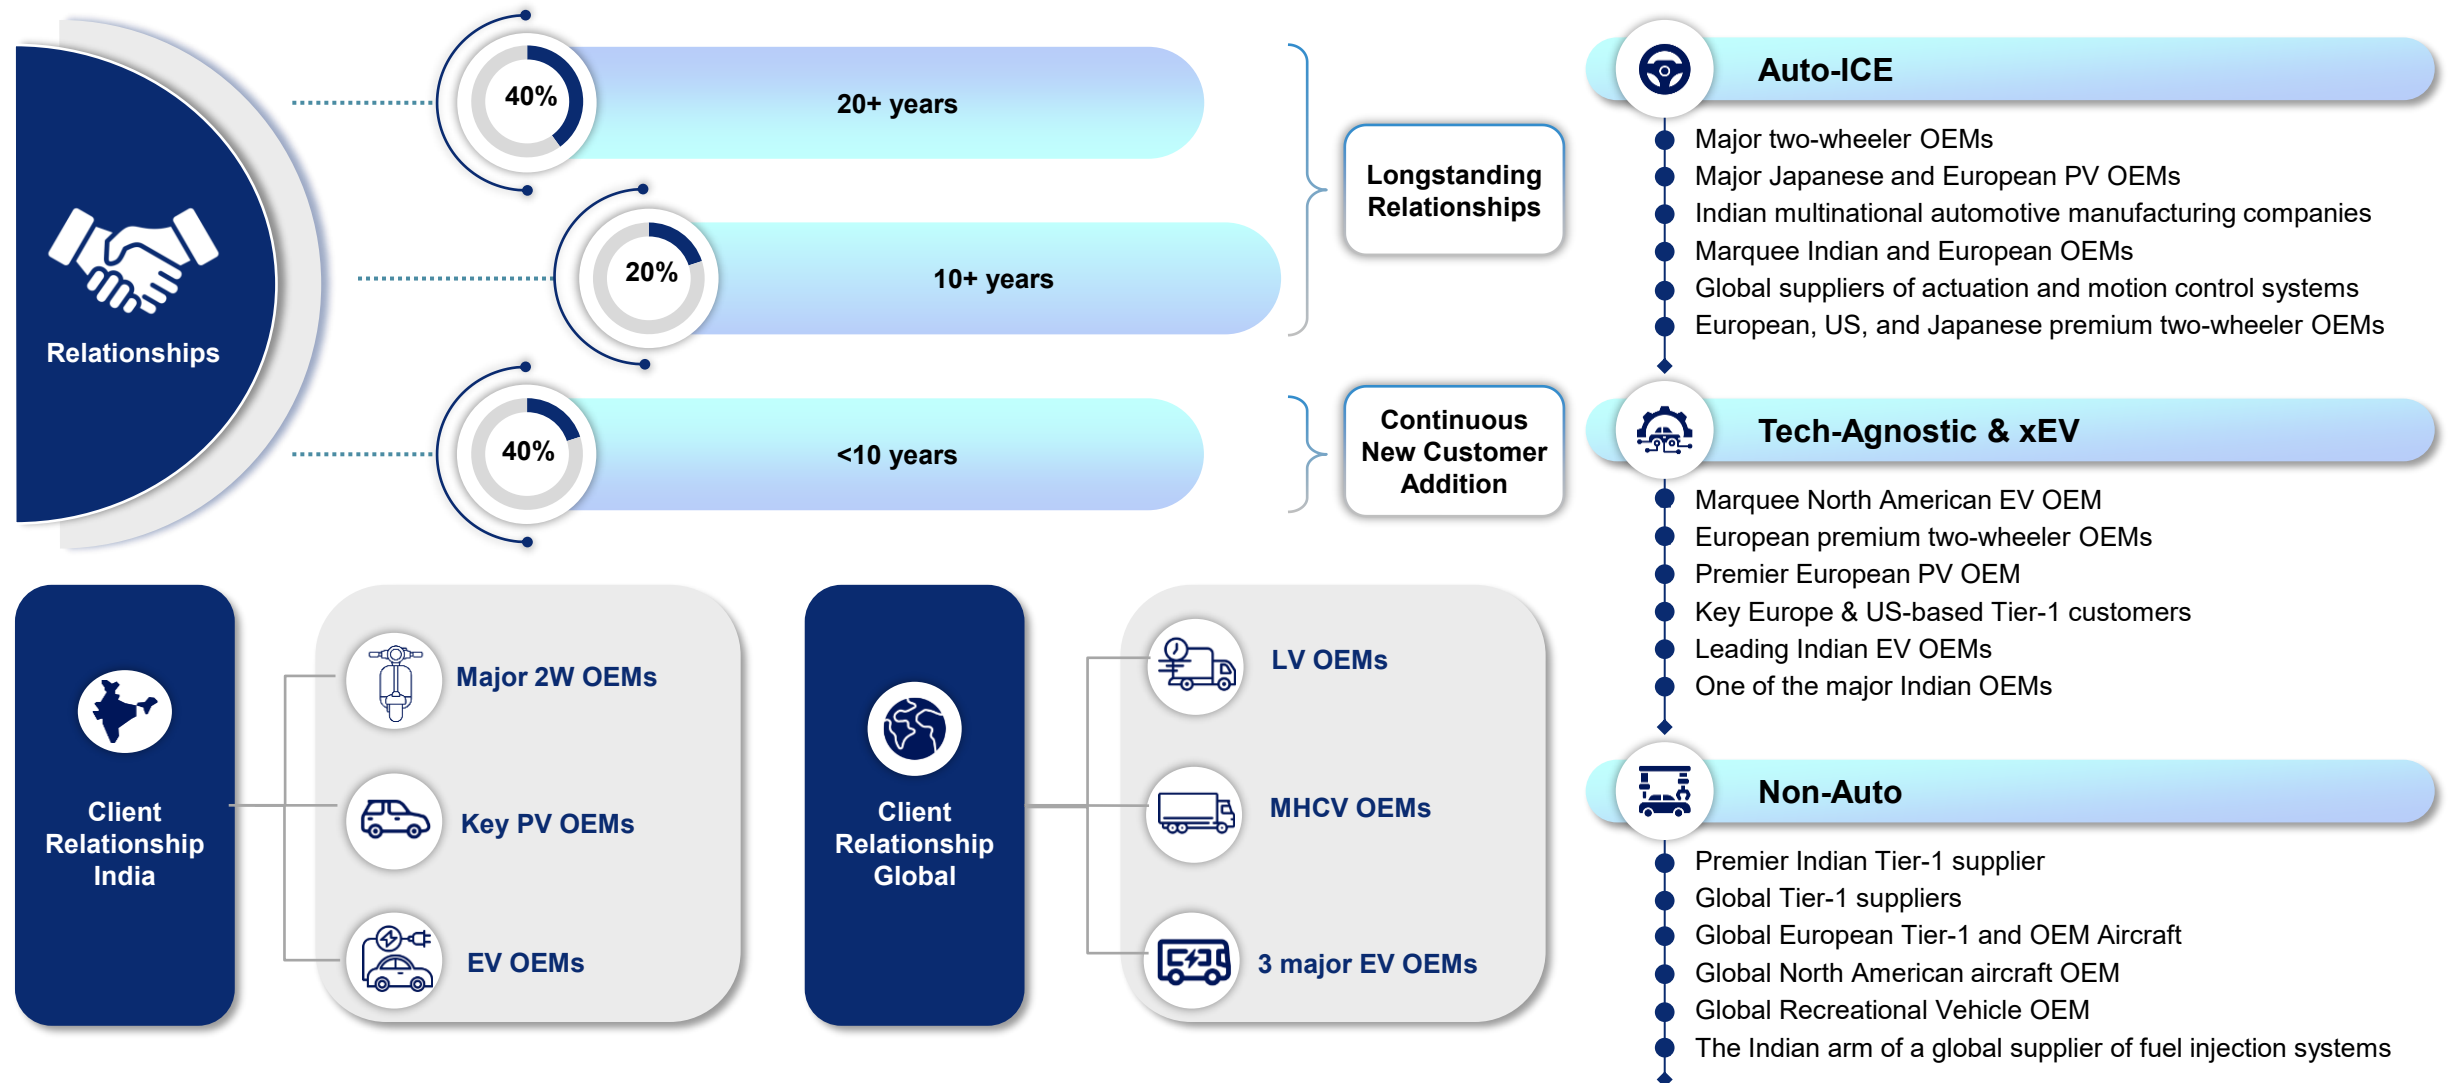 Relationships
40%
20+ years
20%
10+ years
40%
<10 years
Longstanding
Relationships
Continuous
New Customer
Addition
Client
Relationship
India
Major 2W OEMs
Key PV OEMs
EV OEMs
Client
Relationship
Global
LV OEMs
MHCV OEMs
3 major EV OEMs
Auto-ICE
Major two-wheeler OEMs
Major Japanese and European PV OEMs
Indian multinational automotive manufacturing companies
Marquee Indian and European OEMs
Global suppliers of actuation and motion control systems
European, US, and Japanese premium two-wheeler OEMs
Tech-Agnostic & xEV
Marquee North American EV OEM
European premium two-wheeler OEMs
Premier European PV OEM
Key Europe & US-based Tier-1 customers
Leading Indian EV OEMs
One of the major Indian OEMs
Non-Auto
Premier Indian Tier-1 supplier
Global Tier-1 suppliers
Global European Tier-1 and OEM Aircraft
Global North American aircraft OEM
Global Recreational Vehicle OEM
The Indian arm of a global supplier of fuel injection systems